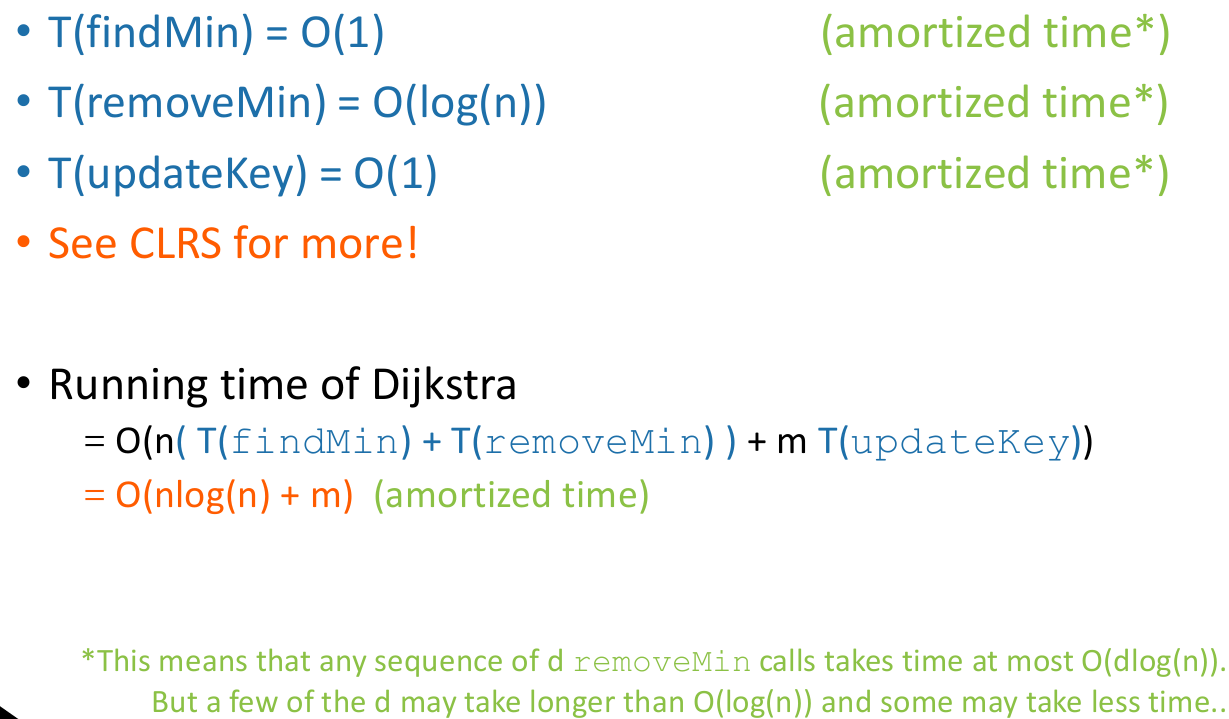 • T(findMin) = O(1) (amortized time*)
• T(removeMin) = O(log(n)) (amortized time*)
• T(updateKey) = O(1) (amortized time*)
• See CLRS for more!
• Running time of Dijkstra
= O(n( T(findMin) + T(removeMin) ) + m T(updateKey))
= O(nlog(n) + m) (amortized time)
*This means that any sequence of d removeMin calls takes time at most O(dlog(n)).
But a few of the d may take longer than O(log(n)) and some may take less time..